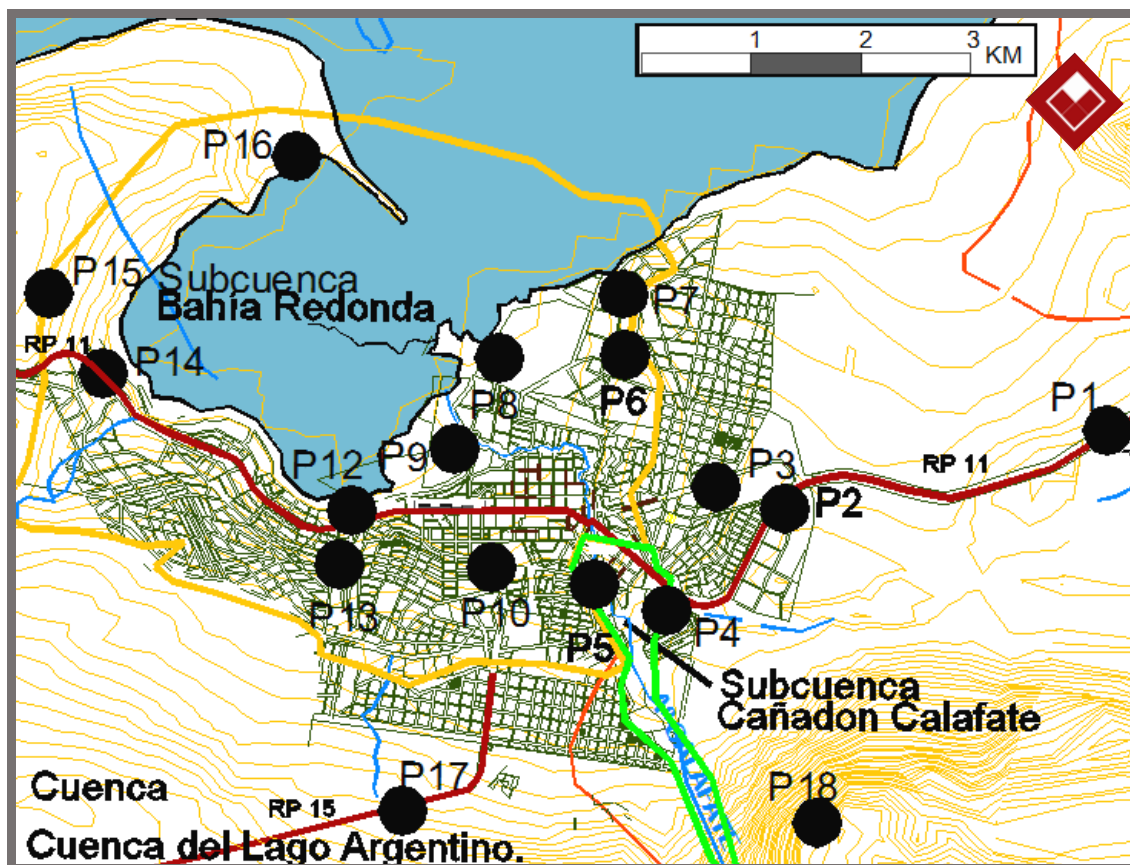 1 2 3 KM
P16
P15
Subcuenca
Bahía Redonda
P7
RP 11
P14
P8
P6
P1
P9
P12
P3
RP 11
P2
P13
P10
P5
P4
Subcuenca
Cañadon Calafate
A° CALAFATE
Cuenca
RP 15
P17
P18
Cuenca del Lago Argentino.